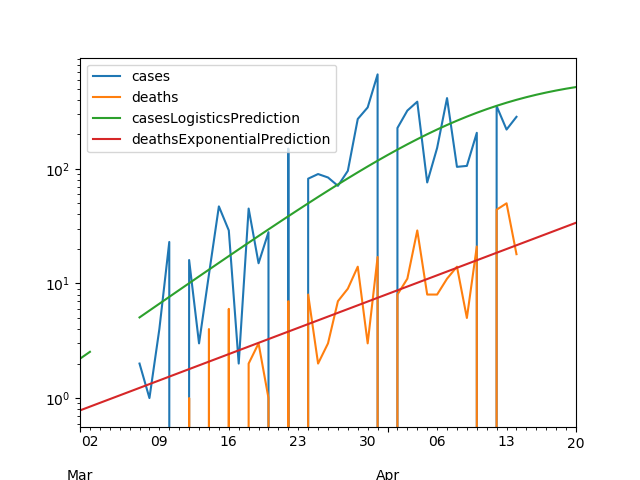 cases
deaths
casesLogisticsPrediction
deathsExponentialPrediction
10²
10¹
10⁰
02 09 16 23 30 06 13 20
Mar Apr